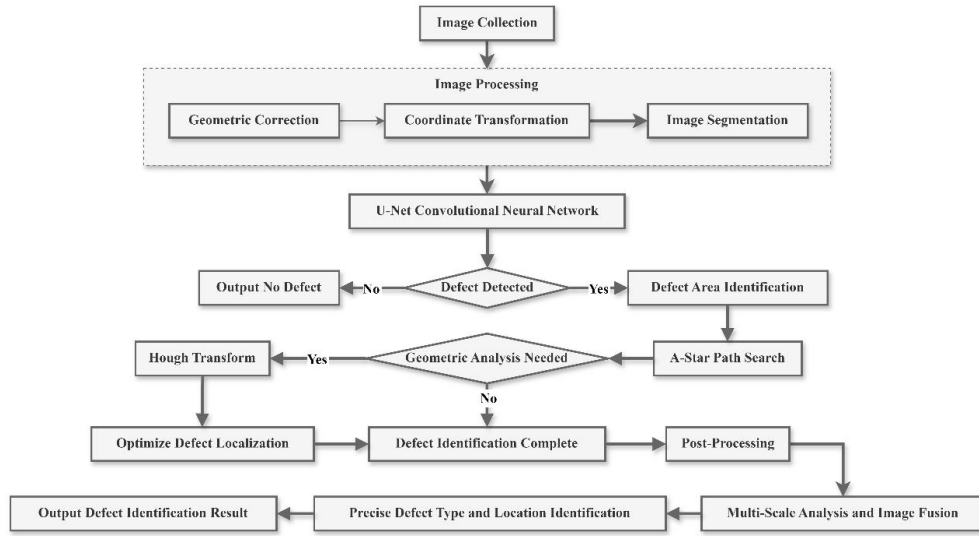 Image Collection
Image Processing
Geometric Correction
Coordinate Transformation
Image Segmentation
U-Net Convolutional Neural Network
Output No Defect
No
Defect Detected
Yes
Defect Area Identification
Hough Transform
Yes
Geometric Analysis Needed
A-Star Path Search
No
Optimize Defect Localization
Defect Identification Complete
Post-Processing
Output Defect Identification Result
Precise Defect Type and Location Identification
Multi-Scale Analysis and Image Fusion